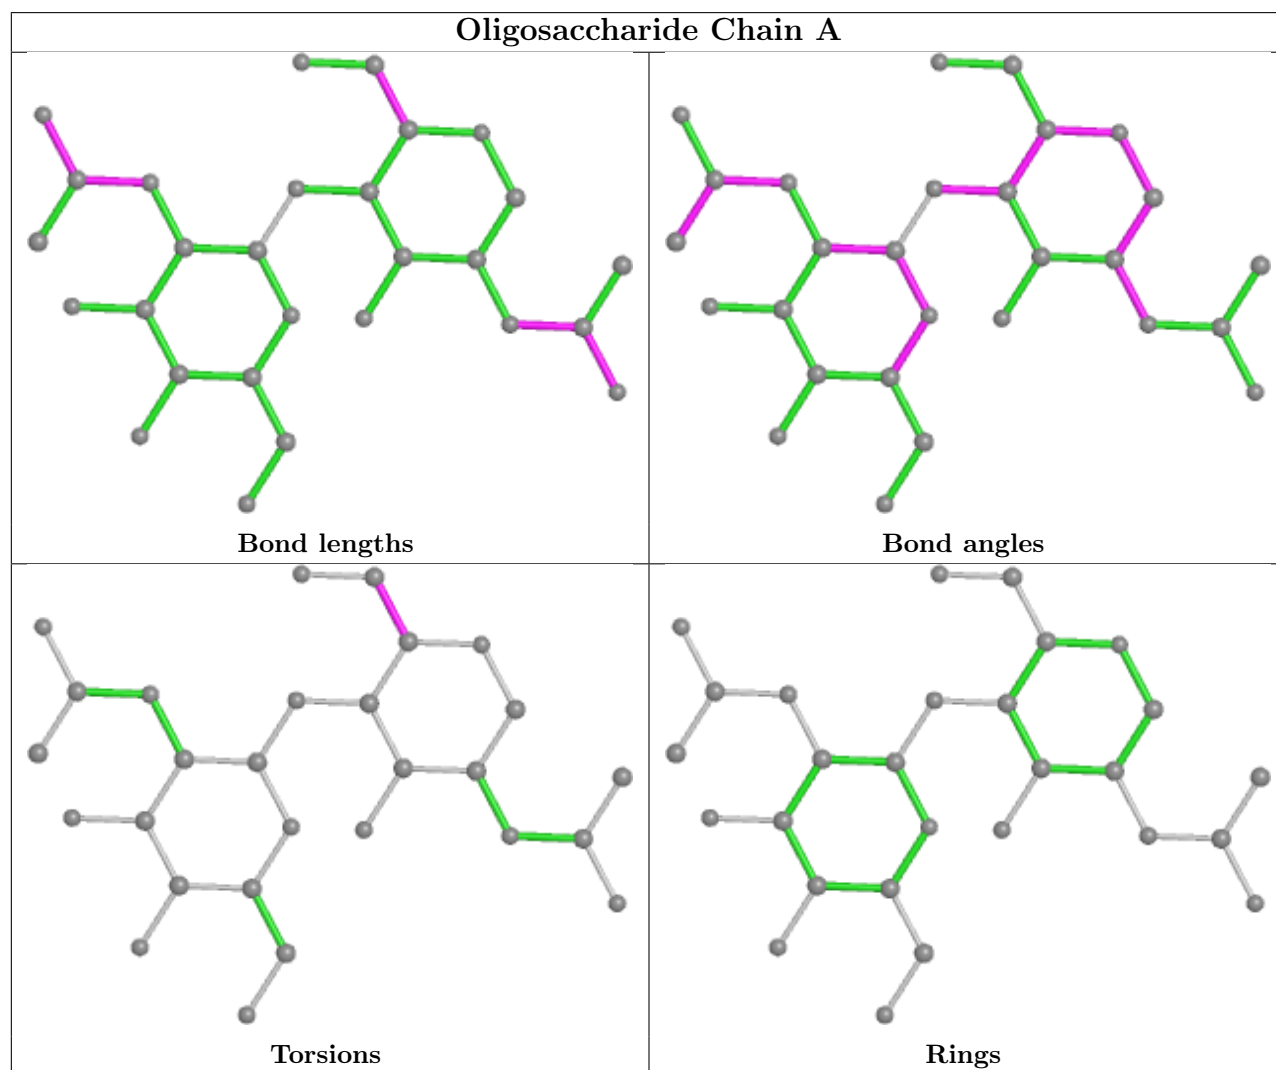 Oligosaccharide Chain A
Bond lengths
Bond angles
Torsions
Rings